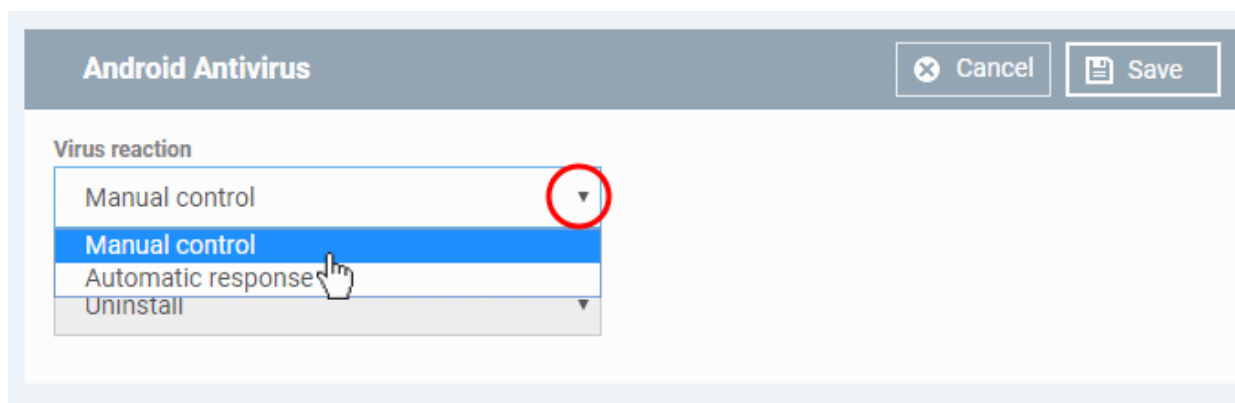 Android Antivirus
Cancel
Save
Virus reaction
Manual control
Manual control
Automatic response
Uninstall